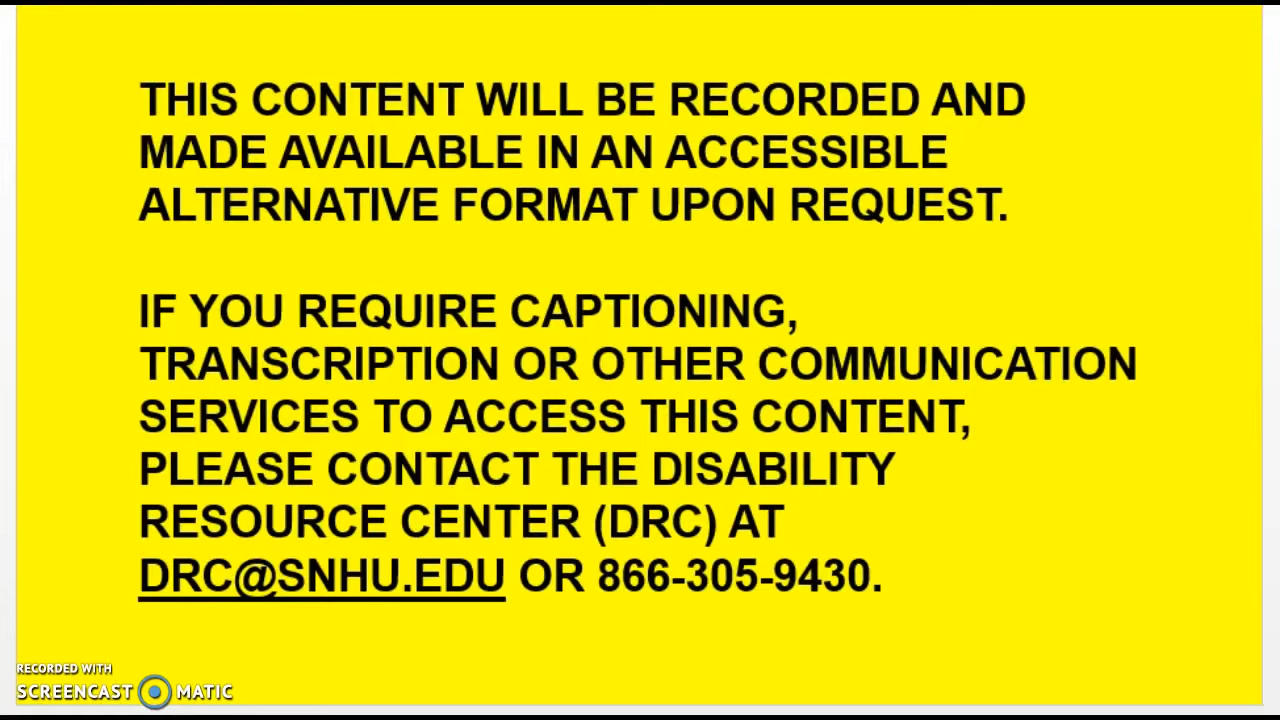 THIS CONTENT WILL BE RECORDED AND
MADE AVAILABLE IN AN ACCESSIBLE
ALTERNATIVE FORMAT UPON REQUEST.
IF YOU REQUIRE CAPTIONING,
TRANSCRIPTION OR OTHER COMMUNICATION
SERVICES TO ACCESS THIS CONTENT,
PLEASE CONTACT THE DISABILITY
RESOURCE CENTER (DRC) AT
DRC@SNHU.EDU OR 866-305-9430.
RECORDED WITH
SCREENCAST MATIC